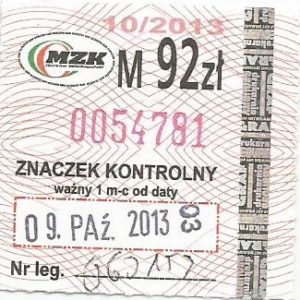 10/2013
MZK
M 92zł
0054781
ZNACZEK KONTROLNY
ważny 1 m-c od daty
09. PAŹ. 2013 03
Nr leg.